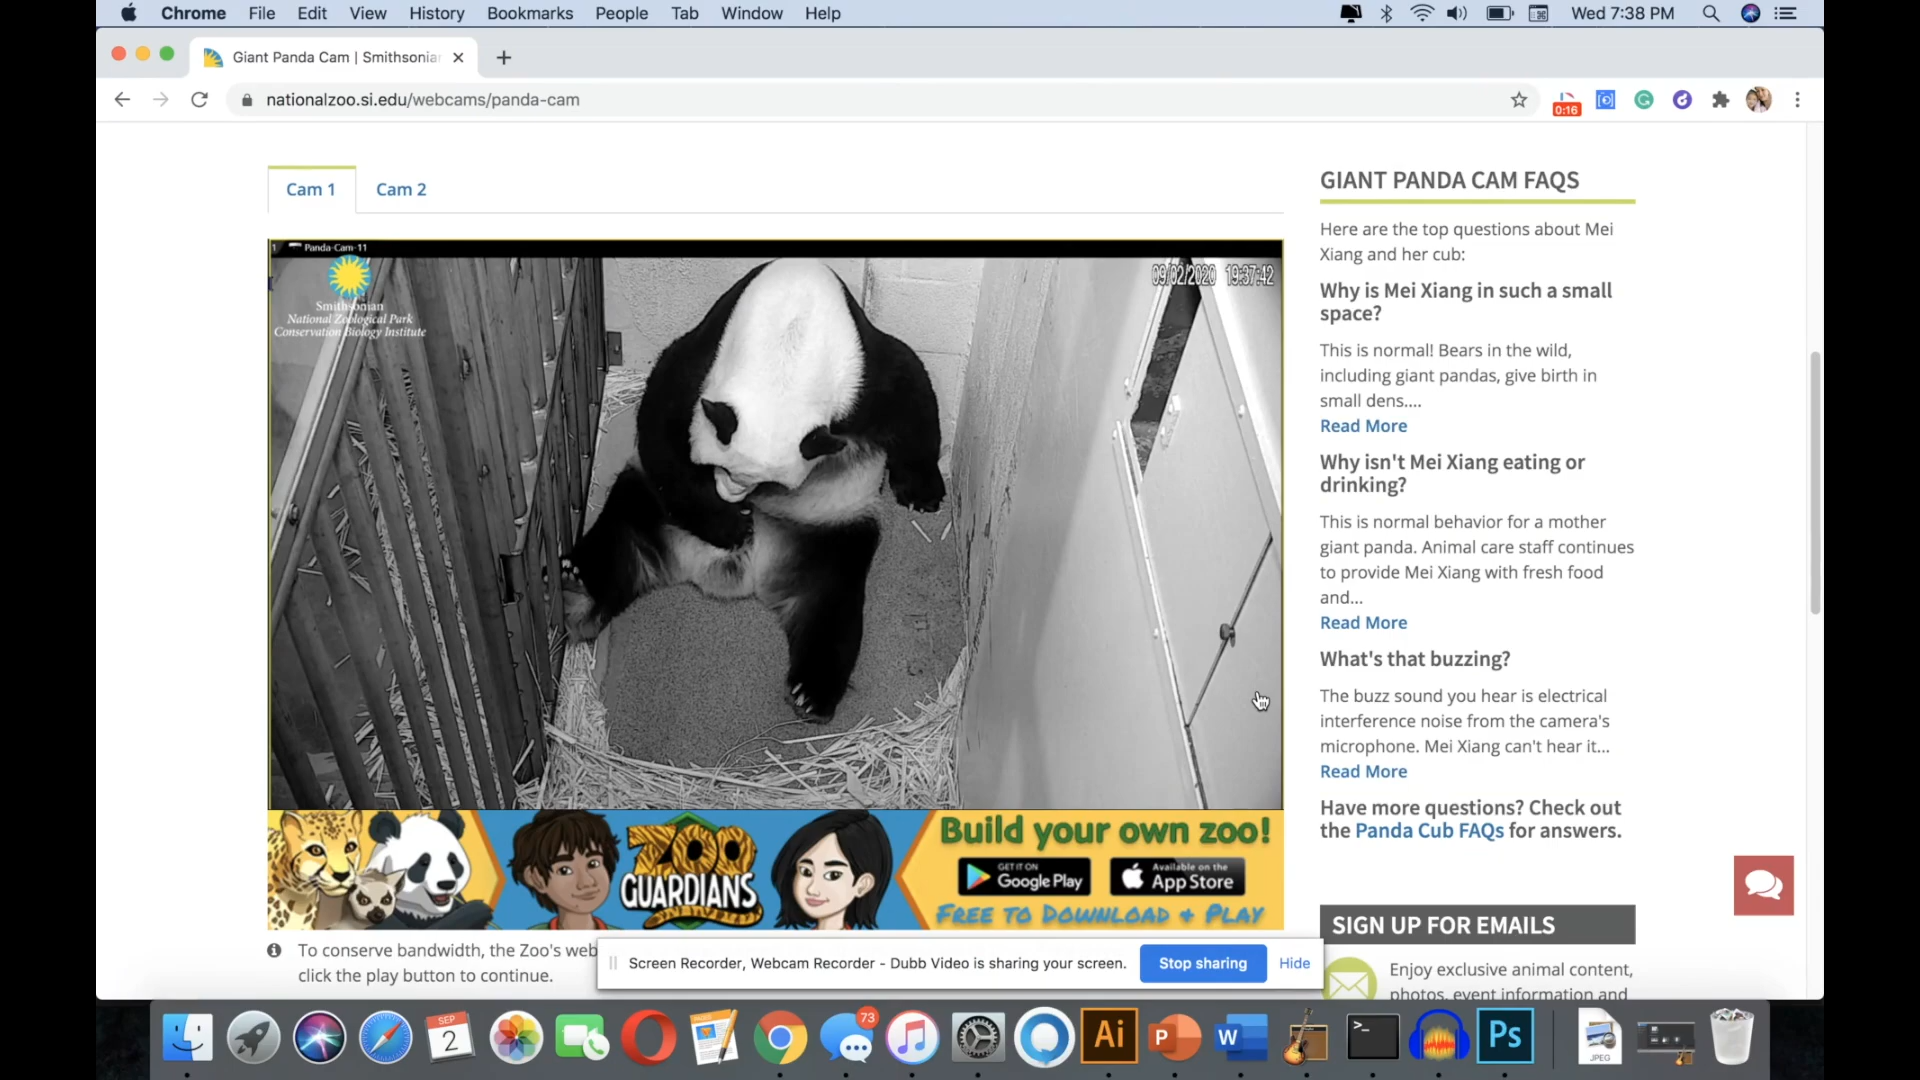 Chrome File Edit View History Bookmarks People Tab Window Help
Wed 7:38 PM
Giant Panda Cam | Smithsonia
nationalzoo.si.edu/webcams/panda-cam
0:16
Cam 1 Cam 2
1 Panda-Cam-11
09/02/2020 19:37:42
Smithsonian
National Zoological Park
Conservation Biology Institute
GIANT PANDA CAM FAQS
Here are the top questions about Mei
Xiang and her cub:
Why is Mei Xiang in such a small
space?
This is normal! Bears in the wild,
including giant pandas, give birth in
small dens....
Read More
Why isn't Mei Xiang eating or
drinking?
This is normal behavior for a mother
giant panda. Animal care staff continues
to provide Mei Xiang with fresh food
and...
Read More
What's that buzzing?
The buzz sound you hear is electrical
interference noise from the camera's
microphone. Mei Xiang can't hear it...
Read More
Have more questions? Check out
the Panda Cub FAQs for answers.
ZOO
GUARDIANS
Build your own zoo!
GET IT ON
Google Play
Available on the
App Store
FREE TO DOWNLOAD & PLAY
SIGN UP FOR EMAILS
Enjoy exclusive animal content,
photos, event information and
To conserve bandwidth, the Zoo's web
click the play button to continue.
Screen Recorder, Webcam Recorder - Dubb Video is sharing your screen.
Stop sharing
Hide
SEP
2
73
Ai
P
W
>_
Ps
JPEG